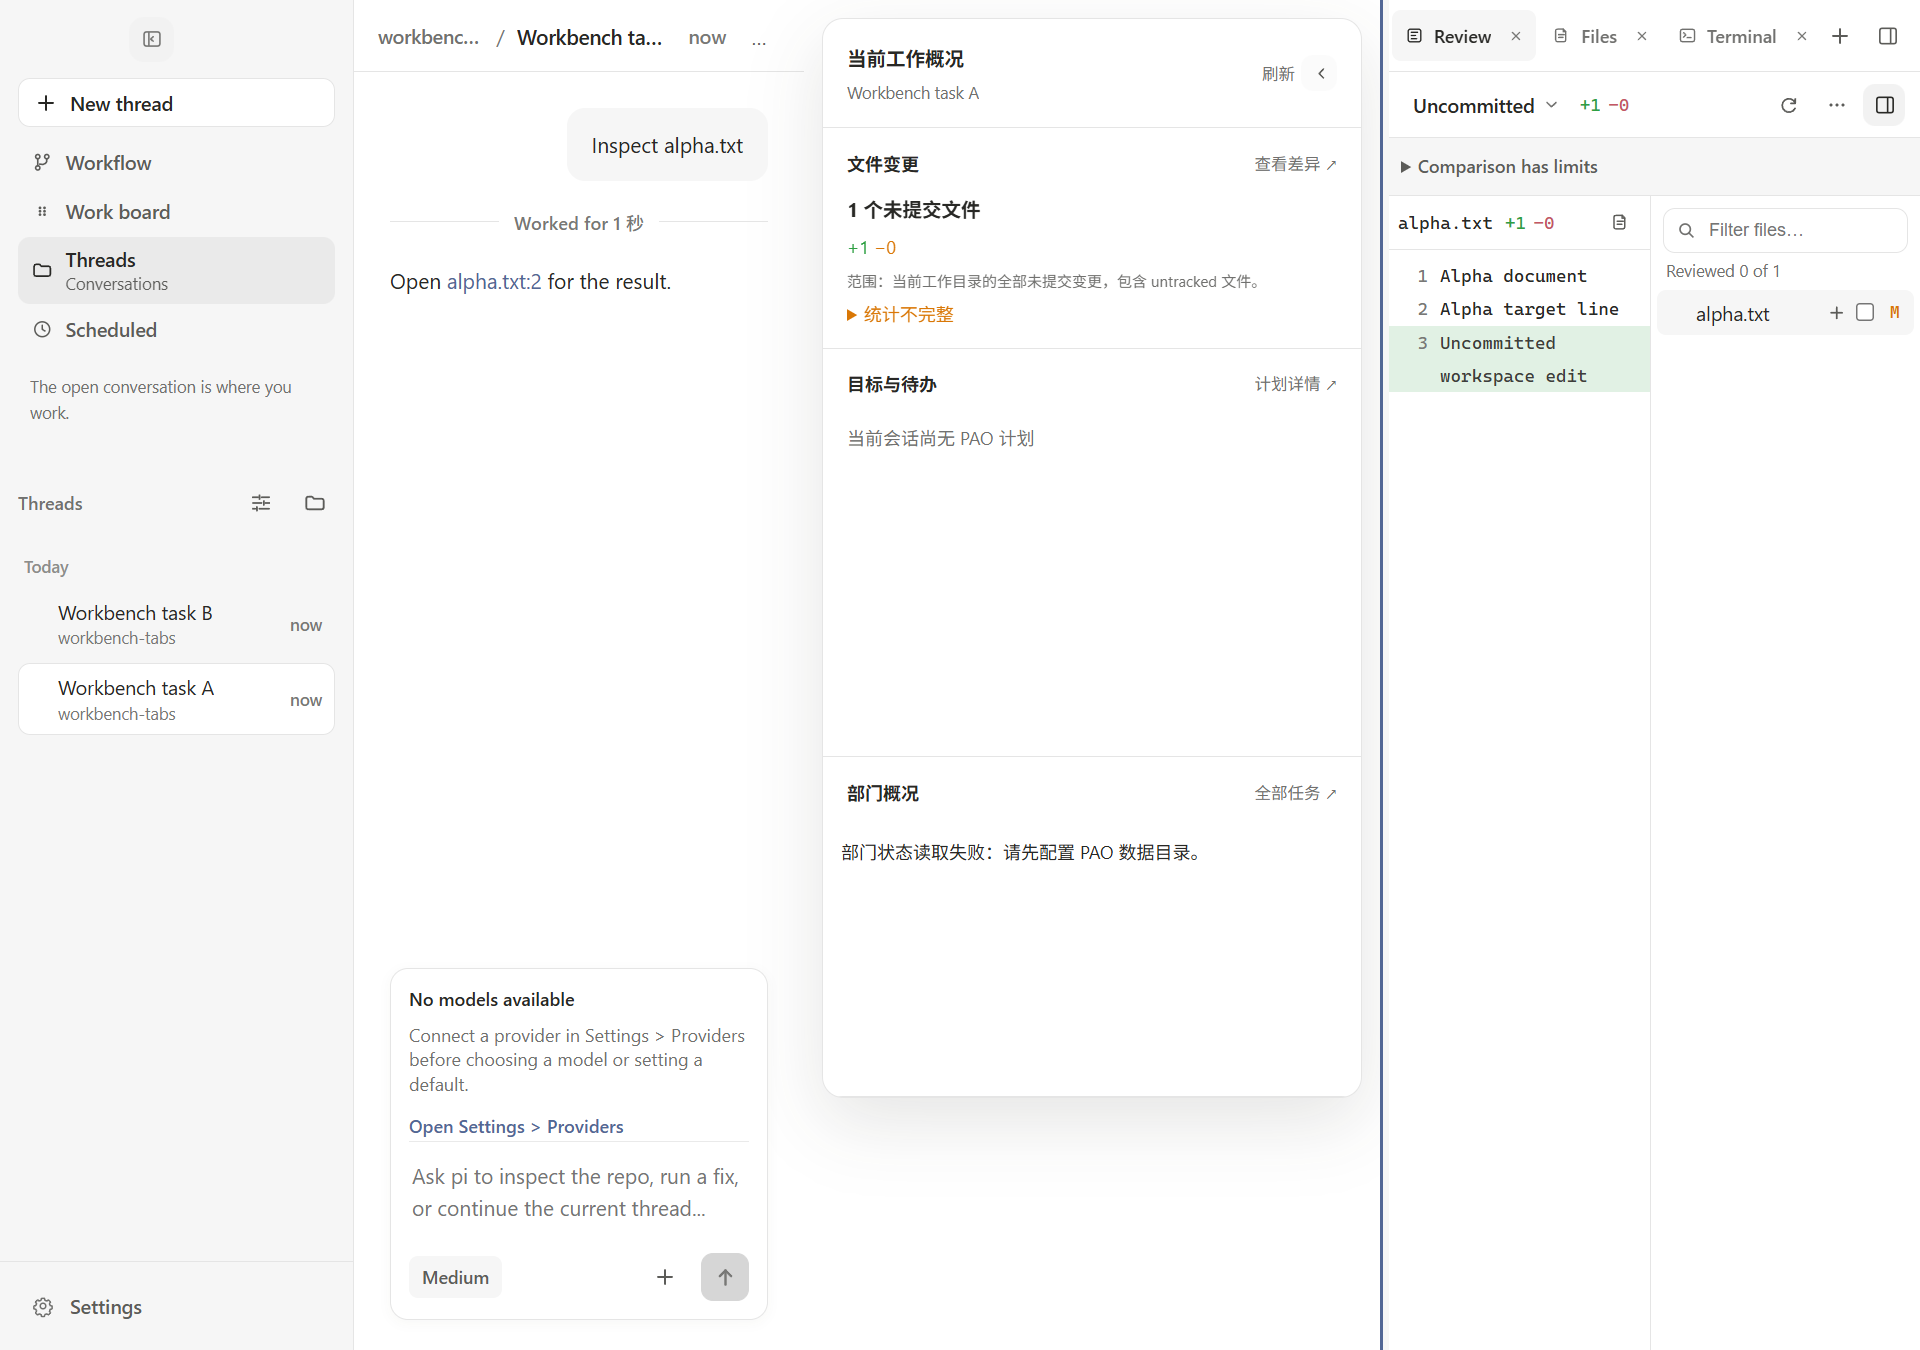 New thread
Workflow
Work board
Threads
Conversations
Scheduled
The open conversation is where you
work.
Threads
Today
Workbench task B
workbench-tabs
now
Workbench task A
workbench-tabs
now
Settings
workbenc... / Workbench ta... now ...
Inspect alpha.txt
Worked for 1 秒
Open alpha.txt:2 for the result.
No models available
Connect a provider in Settings > Providers
before choosing a model or setting a
default.
Open Settings > Providers
Ask pi to inspect the repo, run a fix,
or continue the current thread...
Medium
当前工作概况
Workbench task A
刷新
文件变更
查看差异 ↗
1 个未提交文件
+1 −0
范围：当前工作目录的全部未提交变更，包含 untracked 文件。
统计不完整
目标与待办
计划详情 ↗
当前会话尚无 PAO 计划
部门概况
全部任务 ↗
部门状态读取失败：请先配置 PAO 数据目录。
Review
Files
Terminal
Uncommitted +1 −0
Comparison has limits
alpha.txt +1 −0
1 Alpha document
2 Alpha target line
3 Uncommitted
workspace edit
Filter files...
Reviewed 0 of 1
alpha.txt
M